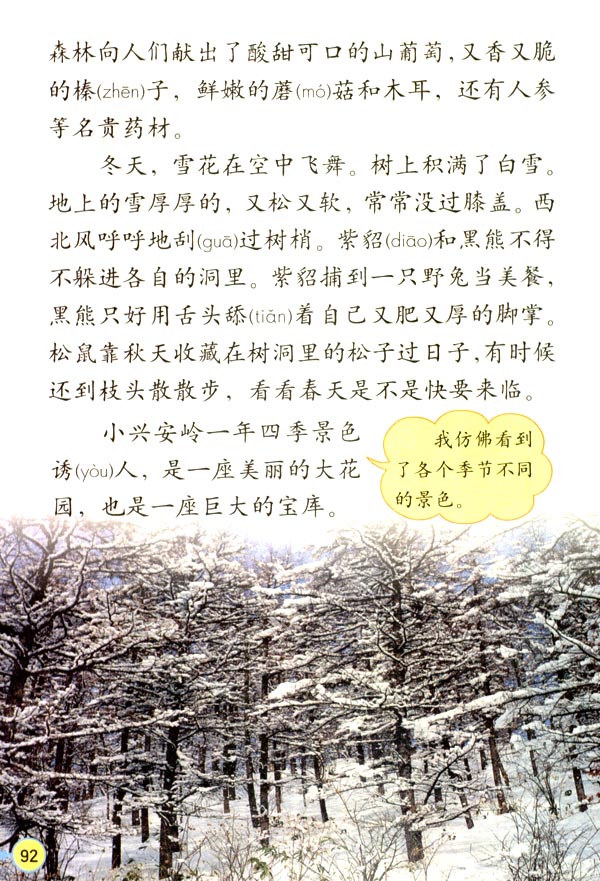 森林向人们献出了酸甜可口的山葡萄，又香又脆
的榛(zhēn)子，鲜嫩的蘑(mó)菇和木耳，还有人参
等名贵药材。
冬天，雪花在空中飞舞。树上积满了白雪。
地上的雪厚厚的，又松又软，常常没过膝盖。西
北风呼呼地刮(guā)过树梢。紫貂(diāo)和黑熊不得
不躲进各自的洞里。紫貂捕到一只野兔当美餐，
黑熊只好用舌头舔(tiǎn)着自己又肥又厚的脚掌。
松鼠靠秋天收藏在树洞里的松子过日子，有时候
还到枝头散散步，看看春天是不是快要来临。
小兴安岭一年四季景色
诱(yòu)人，是一座美丽的大花
园，也是一座巨大的宝库。
我仿佛看到
了各个季节不同
的景色。
92